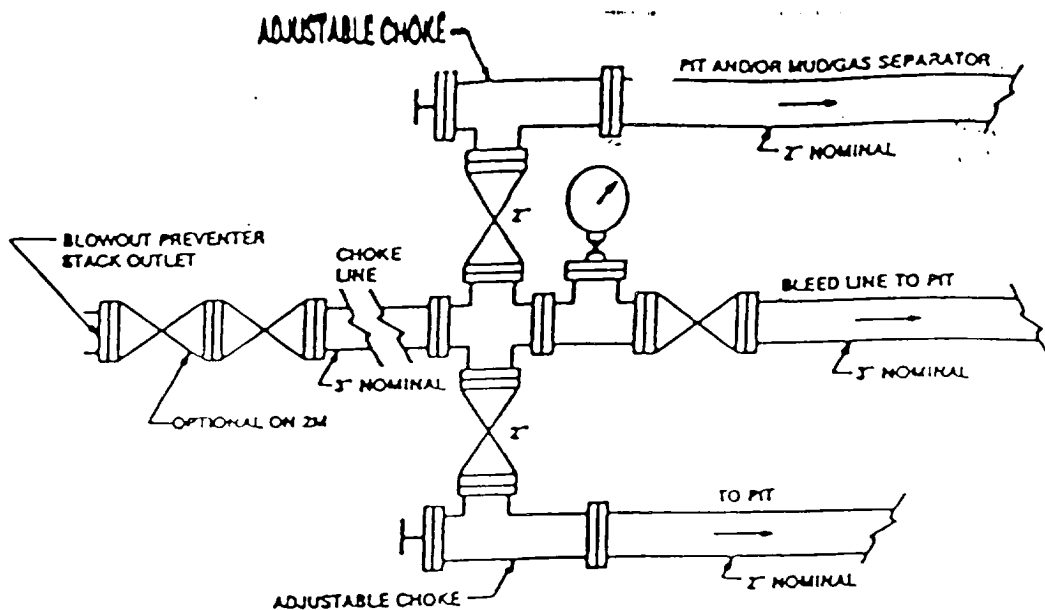 ADJUSTABLE CHOKE
PIT AND/OR MUD/GAS SEPARATOR
2" NOMINAL
2"
BLOWOUT PREVENTER
STACK OUTLET
CHOKE
LINE
BLEED LINE TO PIT
3" NOMINAL
3" NOMINAL
OPTIONAL ON 2M
2"
TO PIT
2" NOMINAL
ADJUSTABLE CHOKE